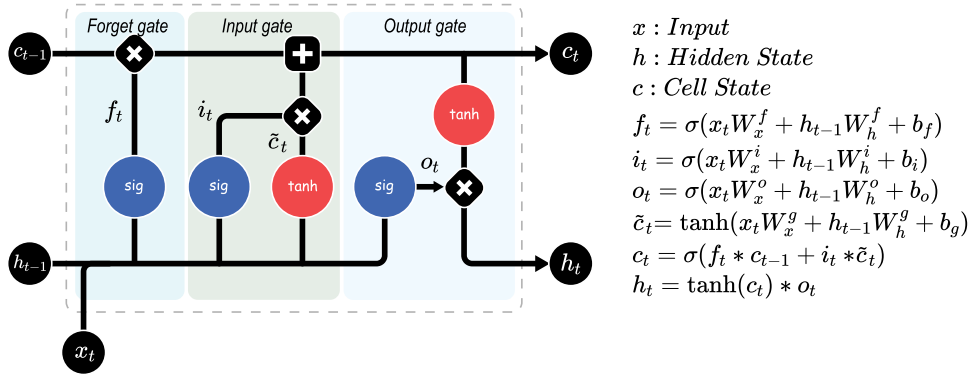 Forget gate
Input gate
Output gate
c_{t-1}
c_t
f_t
i_t
c̃_t
tanh
o_t
sig
sig
tanh
sig
h_{t-1}
h_t
x_t
x : Input
h : Hidden State
c : Cell State
f_t = σ(x_t W_x^f + h_{t-1} W_h^f + b_f)
i_t = σ(x_t W_x^i + h_{t-1} W_h^i + b_i)
o_t = σ(x_t W_x^o + h_{t-1} W_h^o + b_o)
c̃_t = tanh(x_t W_x^g + h_{t-1} W_h^g + b_g)
c_t = σ(f_t * c_{t-1} + i_t * c̃_t)
h_t = tanh(c_t) * o_t